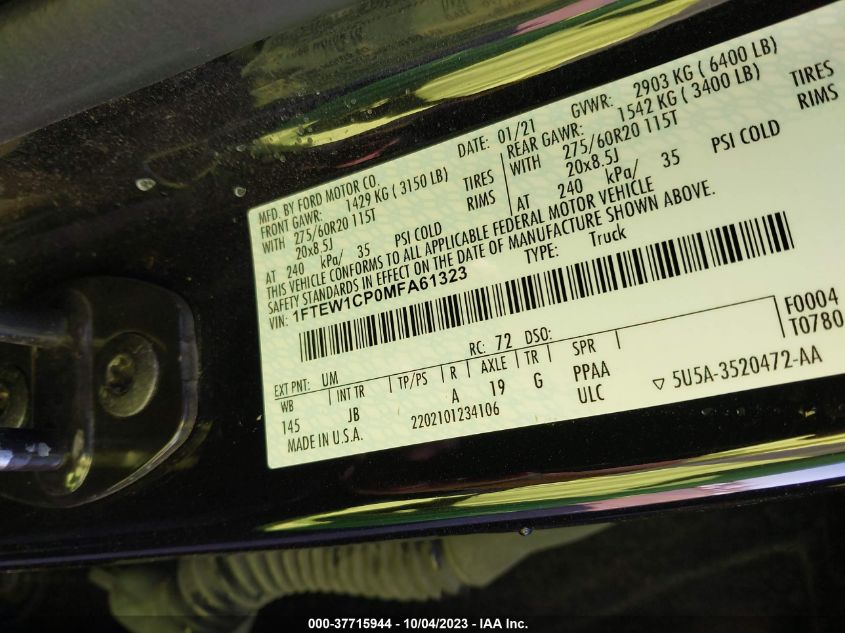 MFD. BY FORD MOTOR CO. DATE: 01/21 GVWR: 2903 KG ( 6400 LB)
FRONT GAWR: 1429 KG ( 3150 LB) REAR GAWR: 1542 KG ( 3400 LB)
WITH 275/60R20 115T TIRES WITH 275/60R20 115T TIRES
20x8.5J RIMS 20x8.5J RIMS
AT 240 kPa/ 35 PSI COLD AT 240 kPa/ 35 PSI COLD
THIS VEHICLE CONFORMS TO ALL APPLICABLE FEDERAL MOTOR VEHICLE
SAFETY STANDARDS IN EFFECT ON THE DATE OF MANUFACTURE SHOWN ABOVE.
VIN: 1FTEW1CP0MFA61323 TYPE: Truck
EXT PNT: UM RC: 72 DSO: F0004
WB INT TR TP/PS R AXLE TR SPR T0780
145 JB A 19 G PPAA
MADE IN U.S.A. 2202101234106 ULC ▽ 5U5A-3520472-AA
000-37715944 - 10/04/2023 - IAA Inc.